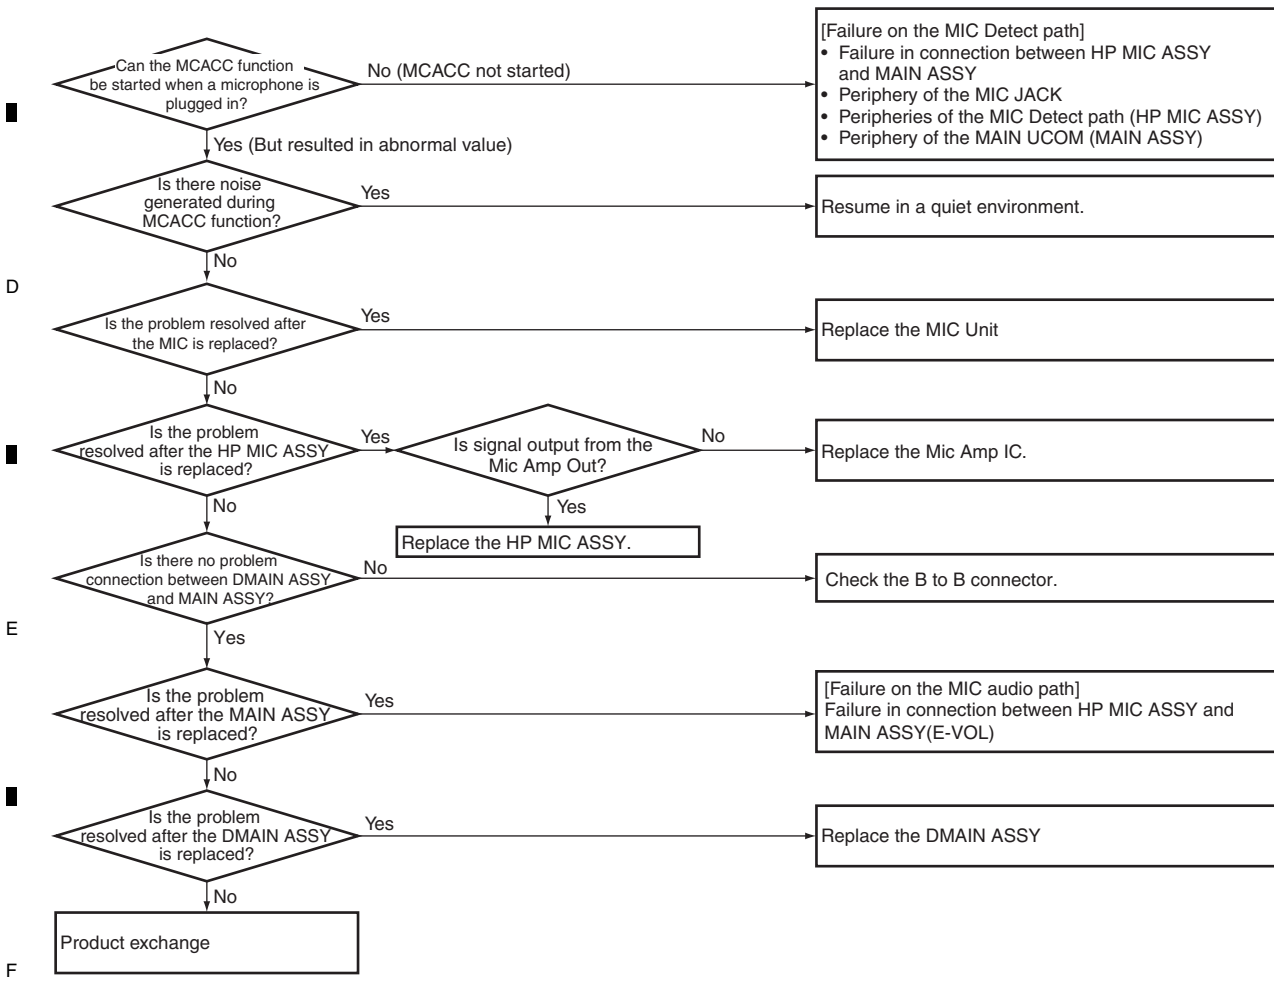 Can the MCACC function
be started when a microphone is
plugged in?
No (MCACC not started)
[Failure on the MIC Detect path]
• Failure in connection between HP MIC ASSY
and MAIN ASSY
• Periphery of the MIC JACK
• Peripheries of the MIC Detect path (HP MIC ASSY)
• Periphery of the MAIN UCOM (MAIN ASSY)
Yes (But resulted in abnormal value)
Is there noise
generated during
MCACC function?
Yes
Resume in a quiet environment.
No
D
Is the problem resolved after
the MIC is replaced?
Yes
Replace the MIC Unit
No
Is the problem
resolved after the HP MIC ASSY
is replaced?
Yes
Is signal output from the
Mic Amp Out?
No
Replace the Mic Amp IC.
Yes
Replace the HP MIC ASSY.
No
Is there no problem
connection between DMAIN ASSY
and MAIN ASSY?
No
Check the B to B connector.
E
Yes
Is the problem
resolved after the MAIN ASSY
is replaced?
Yes
[Failure on the MIC audio path]
Failure in connection between HP MIC ASSY and
MAIN ASSY(E-VOL)
No
Is the problem
resolved after the DMAIN ASSY
is replaced?
Yes
Replace the DMAIN ASSY
No
Product exchange
F